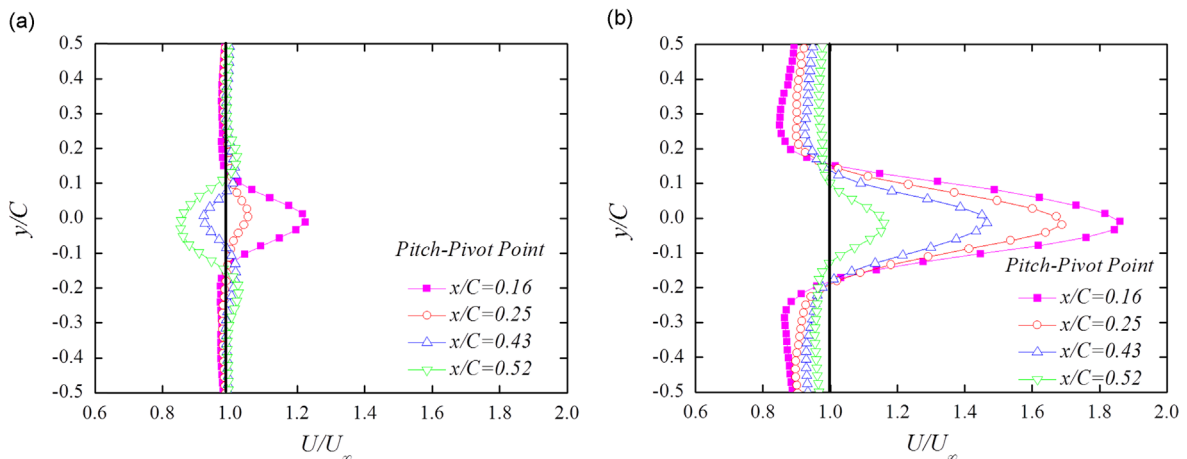 (a)
0.5
0.4
0.3
0.2
0.1
0.0
-0.1
-0.2
-0.3
-0.4
-0.5
y/C
Pitch-Pivot Point
x/C=0.16
x/C=0.25
x/C=0.43
x/C=0.52
0.6 0.8 1.0 1.2 1.4 1.6 1.8 2.0
U/U∞
(b)
0.5
0.4
0.3
0.2
0.1
0.0
-0.1
-0.2
-0.3
-0.4
-0.5
y/C
Pitch-Pivot Point
x/C=0.16
x/C=0.25
x/C=0.43
x/C=0.52
0.6 0.8 1.0 1.2 1.4 1.6 1.8 2.0
U/U∞